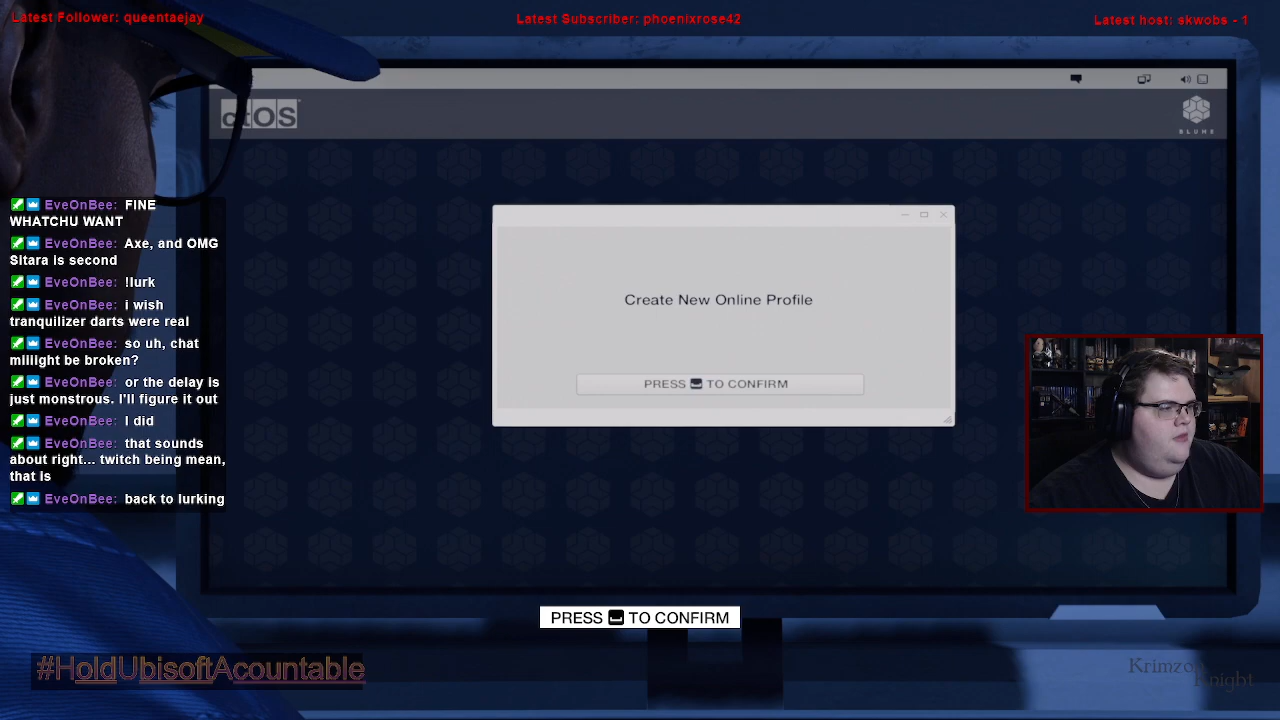 Latest Follower: queentaejay
Latest Subscriber: phoenixrose42
Latest host: skwobs - 1
ctOS
BLUME
EveOnBee: FINE
WHATCHU WANT
EveOnBee: Axe, and OMG
Sitara is second
EveOnBee: !lurk
EveOnBee: i wish
tranquilizer darts were real
EveOnBee: so uh, chat
miiiight be broken?
EveOnBee: or the delay is
just monstrous. I'll figure it out
EveOnBee: I did
EveOnBee: that sounds
about right... twitch being mean,
that is
EveOnBee: back to lurking
Create New Online Profile
PRESS TO CONFIRM
PRESS TO CONFIRM
#HoldUbisoftAcountable
Krimzon
Knight